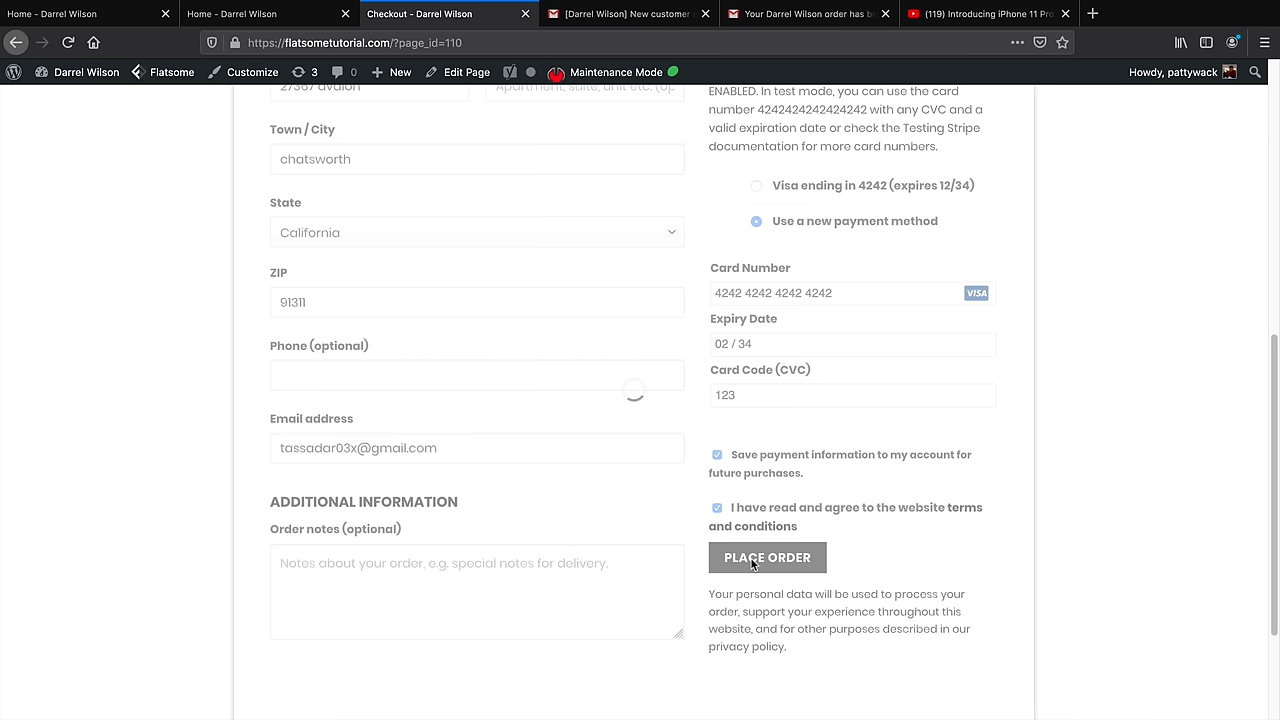 Home - Darrel Wilson
Home - Darrel Wilson
Checkout - Darrel Wilson
[Darrel Wilson] New customer
Your Darrel Wilson order has b
(119) Introducing iPhone 11 Pro
https://flatsometutorial.com/?page_id=110
Darrel Wilson
Flatsome
Customize
3
0
New
Edit Page
Maintenance Mode
Howdy, pattywack
27367 avalon
Apartment, suite, unit etc. (op
Town / City
chatsworth
State
California
ZIP
91311
Phone (optional)
Email address
tassadar03x@gmail.com
ADDITIONAL INFORMATION
Order notes (optional)
Notes about your order, e.g. special notes for delivery.
ENABLED. In test mode, you can use the card
number 4242424242424242 with any CVC and a
valid expiration date or check the Testing Stripe
documentation for more card numbers.
Visa ending in 4242 (expires 12/34)
Use a new payment method
Card Number
4242 4242 4242 4242
VISA
Expiry Date
02 / 34
Card Code (CVC)
123
Save payment information to my account for
future purchases.
I have read and agree to the website terms
and conditions
PLACE ORDER
Your personal data will be used to process your
order, support your experience throughout this
website, and for other purposes described in our
privacy policy.